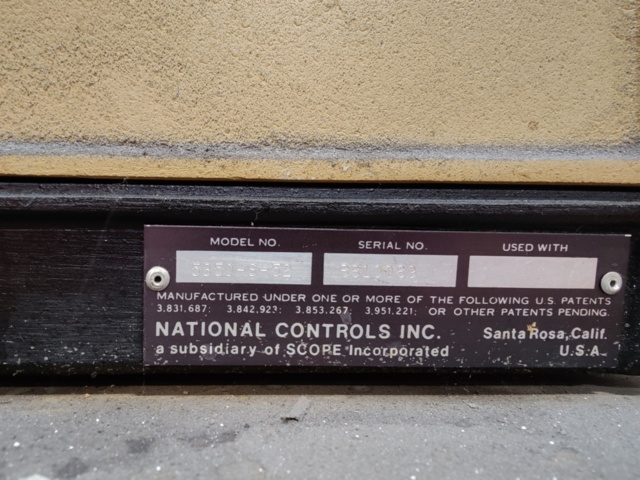 MODEL NO. SERIAL NO. USED WITH
MANUFACTURED UNDER ONE OR MORE OF THE FOLLOWING U.S. PATENTS
3,831,687; 3,842,923; 3,853,267; 3,951,221; OR OTHER PATENTS PENDING.
NATIONAL CONTROLS INC. Santa Rosa, Calif.
a subsidiary of SCOPE Incorporated U.S.A.